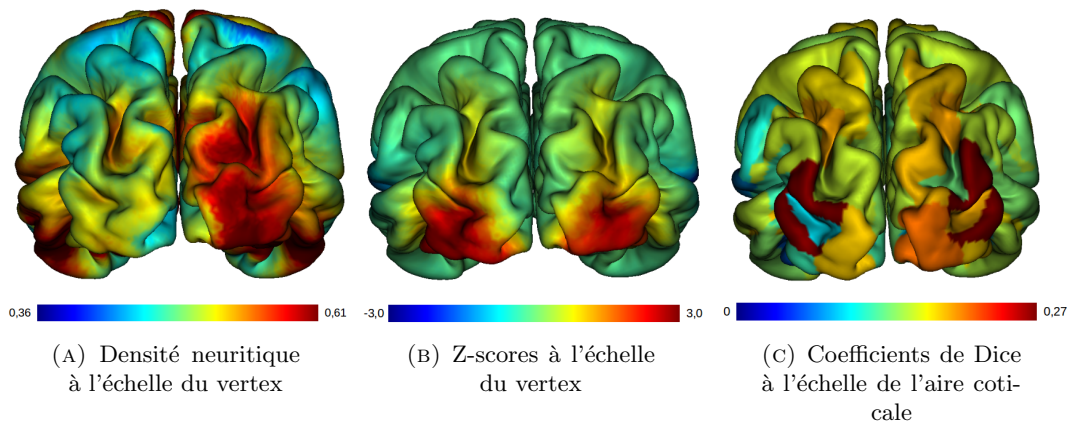 0,36 0,61
-3,0 3,0
0 0,27
(A) Densité neuritique
à l'échelle du vertex
(B) Z-scores à l'échelle
du vertex
(C) Coefficients de Dice
à l'échelle de l'aire coti-
cale